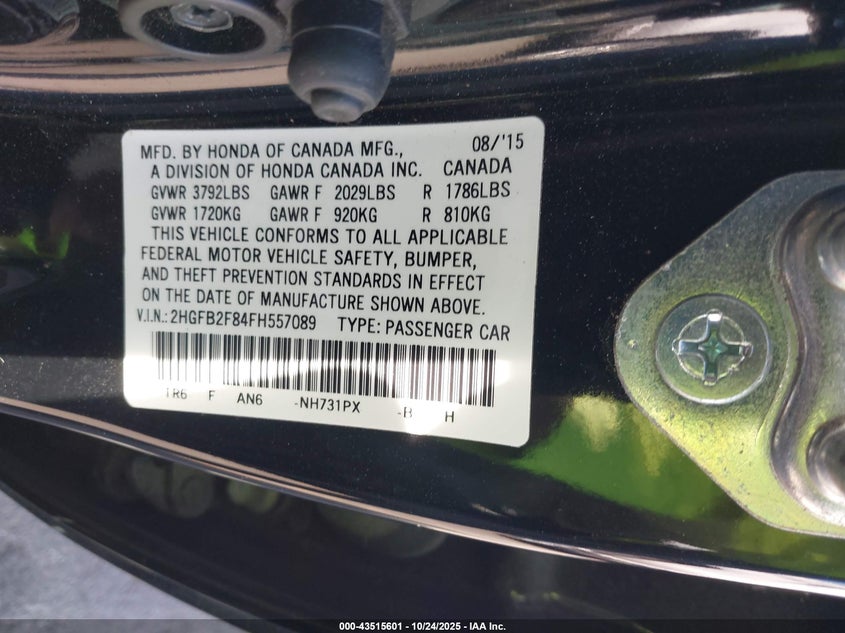 MFD. BY HONDA OF CANADA MFG., 08/'15
A DIVISION OF HONDA CANADA INC. CANADA
GVWR 3792LBS GAWR F 2029LBS R 1786LBS
GVWR 1720KG GAWR F 920KG R 810KG
THIS VEHICLE CONFORMS TO ALL APPLICABLE
FEDERAL MOTOR VEHICLE SAFETY, BUMPER,
AND THEFT PREVENTION STANDARDS IN EFFECT
ON THE DATE OF MANUFACTURE SHOWN ABOVE.
V.I.N.: 2HGFB2F84FH557089 TYPE: PASSENGER CAR
TR6 F AN6 -NH731PX -B H
000-43515601 - 10/24/2025 - IAA Inc.